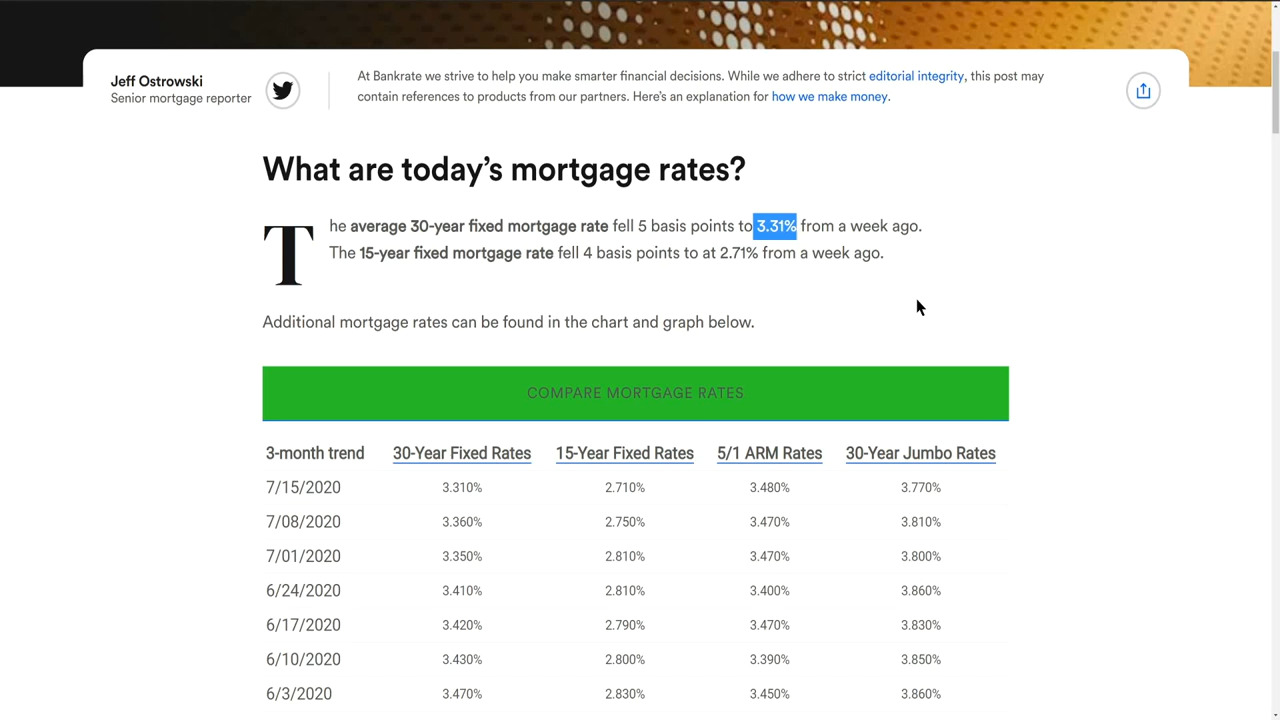 Jeff Ostrowski
Senior mortgage reporter
At Bankrate we strive to help you make smarter financial decisions. While we adhere to strict editorial integrity, this post may
contain references to products from our partners. Here's an explanation for how we make money.
What are today's mortgage rates?
The average 30-year fixed mortgage rate fell 5 basis points to 3.31% from a week ago.
The 15-year fixed mortgage rate fell 4 basis points to at 2.71% from a week ago.
Additional mortgage rates can be found in the chart and graph below.
COMPARE MORTGAGE RATES
3-month trend 30-Year Fixed Rates 15-Year Fixed Rates 5/1 ARM Rates 30-Year Jumbo Rates
7/15/2020 3.310% 2.710% 3.480% 3.770%
7/08/2020 3.360% 2.750% 3.470% 3.810%
7/01/2020 3.350% 2.810% 3.470% 3.800%
6/24/2020 3.410% 2.810% 3.400% 3.860%
6/17/2020 3.420% 2.790% 3.470% 3.830%
6/10/2020 3.430% 2.800% 3.390% 3.850%
6/3/2020 3.470% 2.830% 3.450% 3.860%